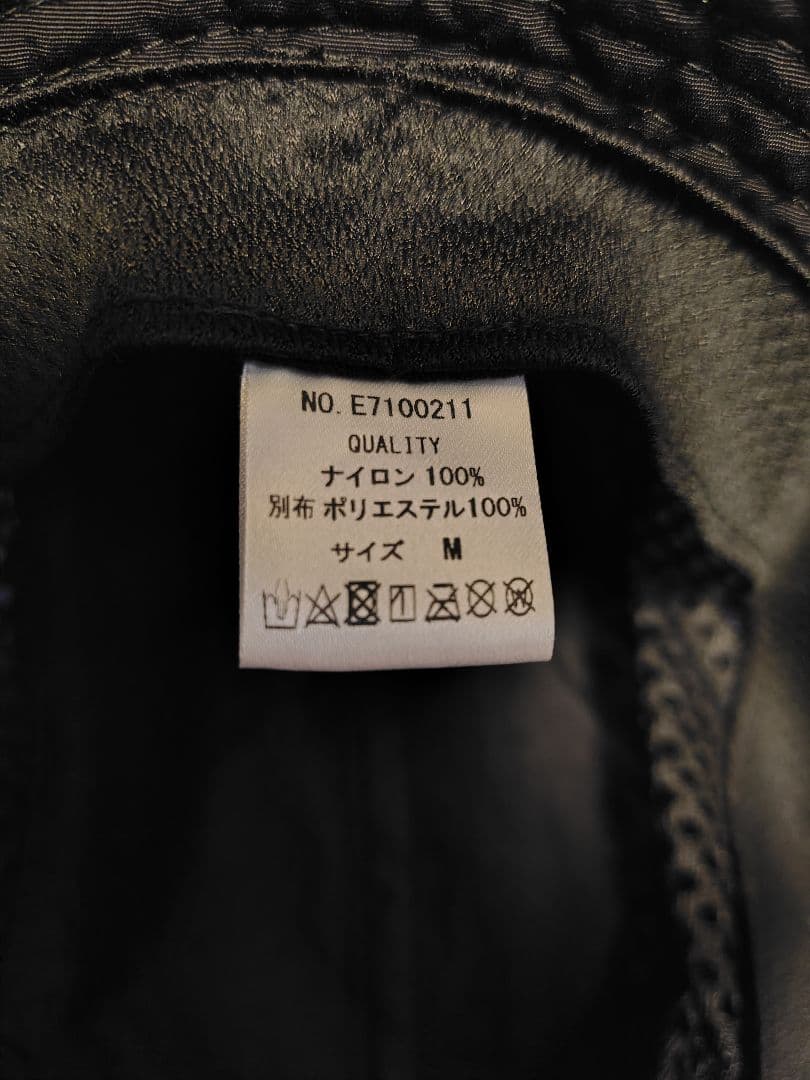 NO. E7100211
QUALITY
ナイロン 100%
別布 ポリエステル100%
サイズ M